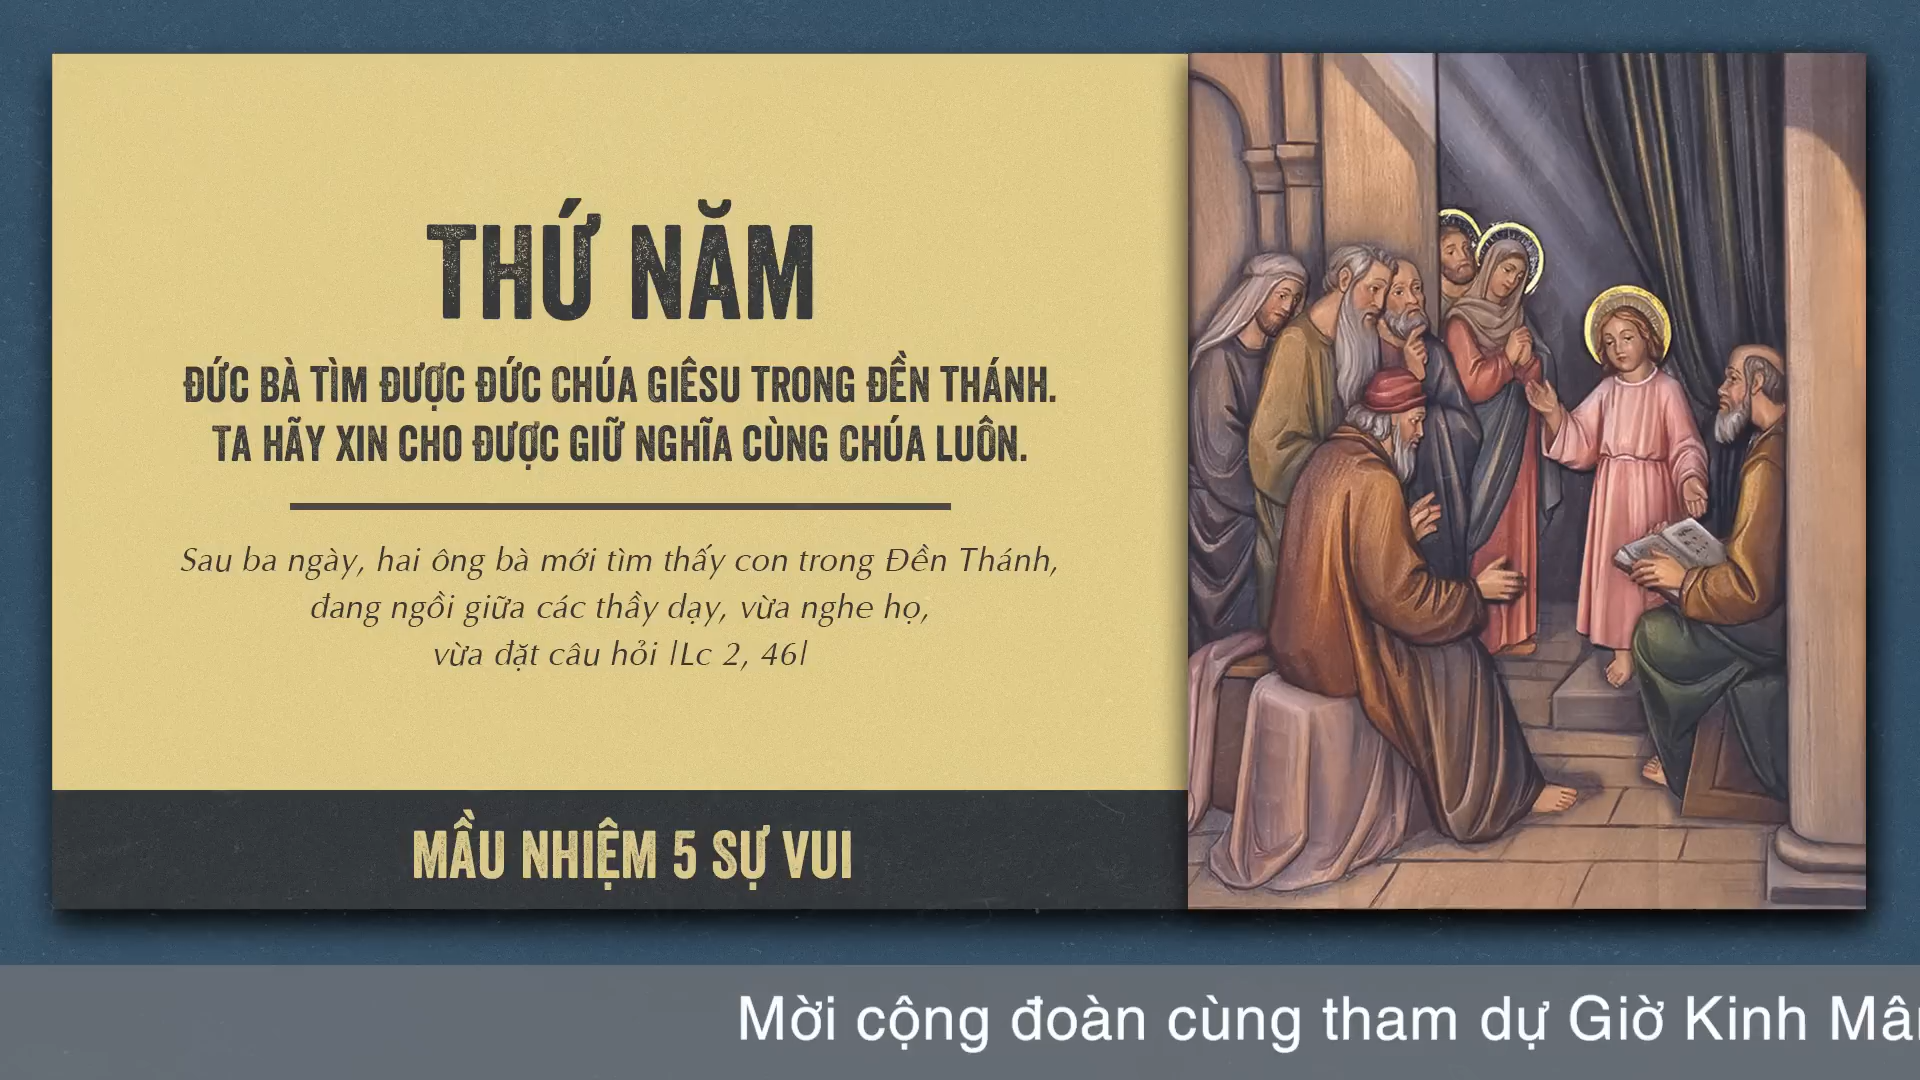 THỨ NĂM
ĐỨC BÀ TÌM ĐƯỢC ĐỨC CHÚA GIÊSU TRONG ĐỀN THÁNH.
TA HÃY XIN CHO ĐƯỢC GIỮ NGHĨA CÙNG CHÚA LUÔN.
Sau ba ngày, hai ông bà mới tìm thấy con trong Đền Thánh,
đang ngồi giữa các thầy dạy, vừa nghe họ,
vừa đặt câu hỏi |Lc 2, 46|
MẦU NHIỆM 5 SỰ VUI
Mời cộng đoàn cùng tham dự Giờ Kinh